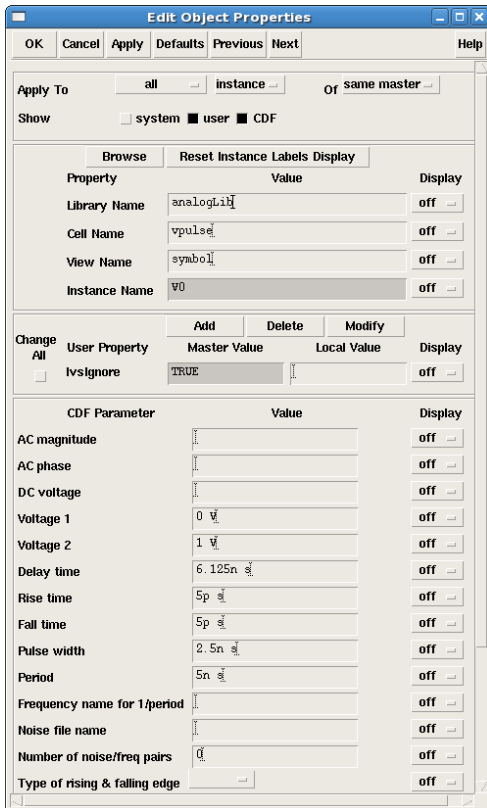 Edit Object Properties
OK Cancel Apply Defaults Previous Next Help
Apply To all instance Of same master
Show system user CDF
Browse Reset Instance Labels Display
Property Value Display
Library Name analogLib off
Cell Name vpulse off
View Name symbol off
Instance Name V0 off
Add Delete Modify
Change All User Property Master Value Local Value Display
lvsIgnore TRUE off
CDF Parameter Value Display
AC magnitude off
AC phase off
DC voltage off
Voltage 1 0 V off
Voltage 2 1 V off
Delay time 6.125n s off
Rise time 5p s off
Fall time 5p s off
Pulse width 2.5n s off
Period 5n s off
Frequency name for 1/period off
Noise file name off
Number of noise/freq pairs 0 off
Type of rising & falling edge off